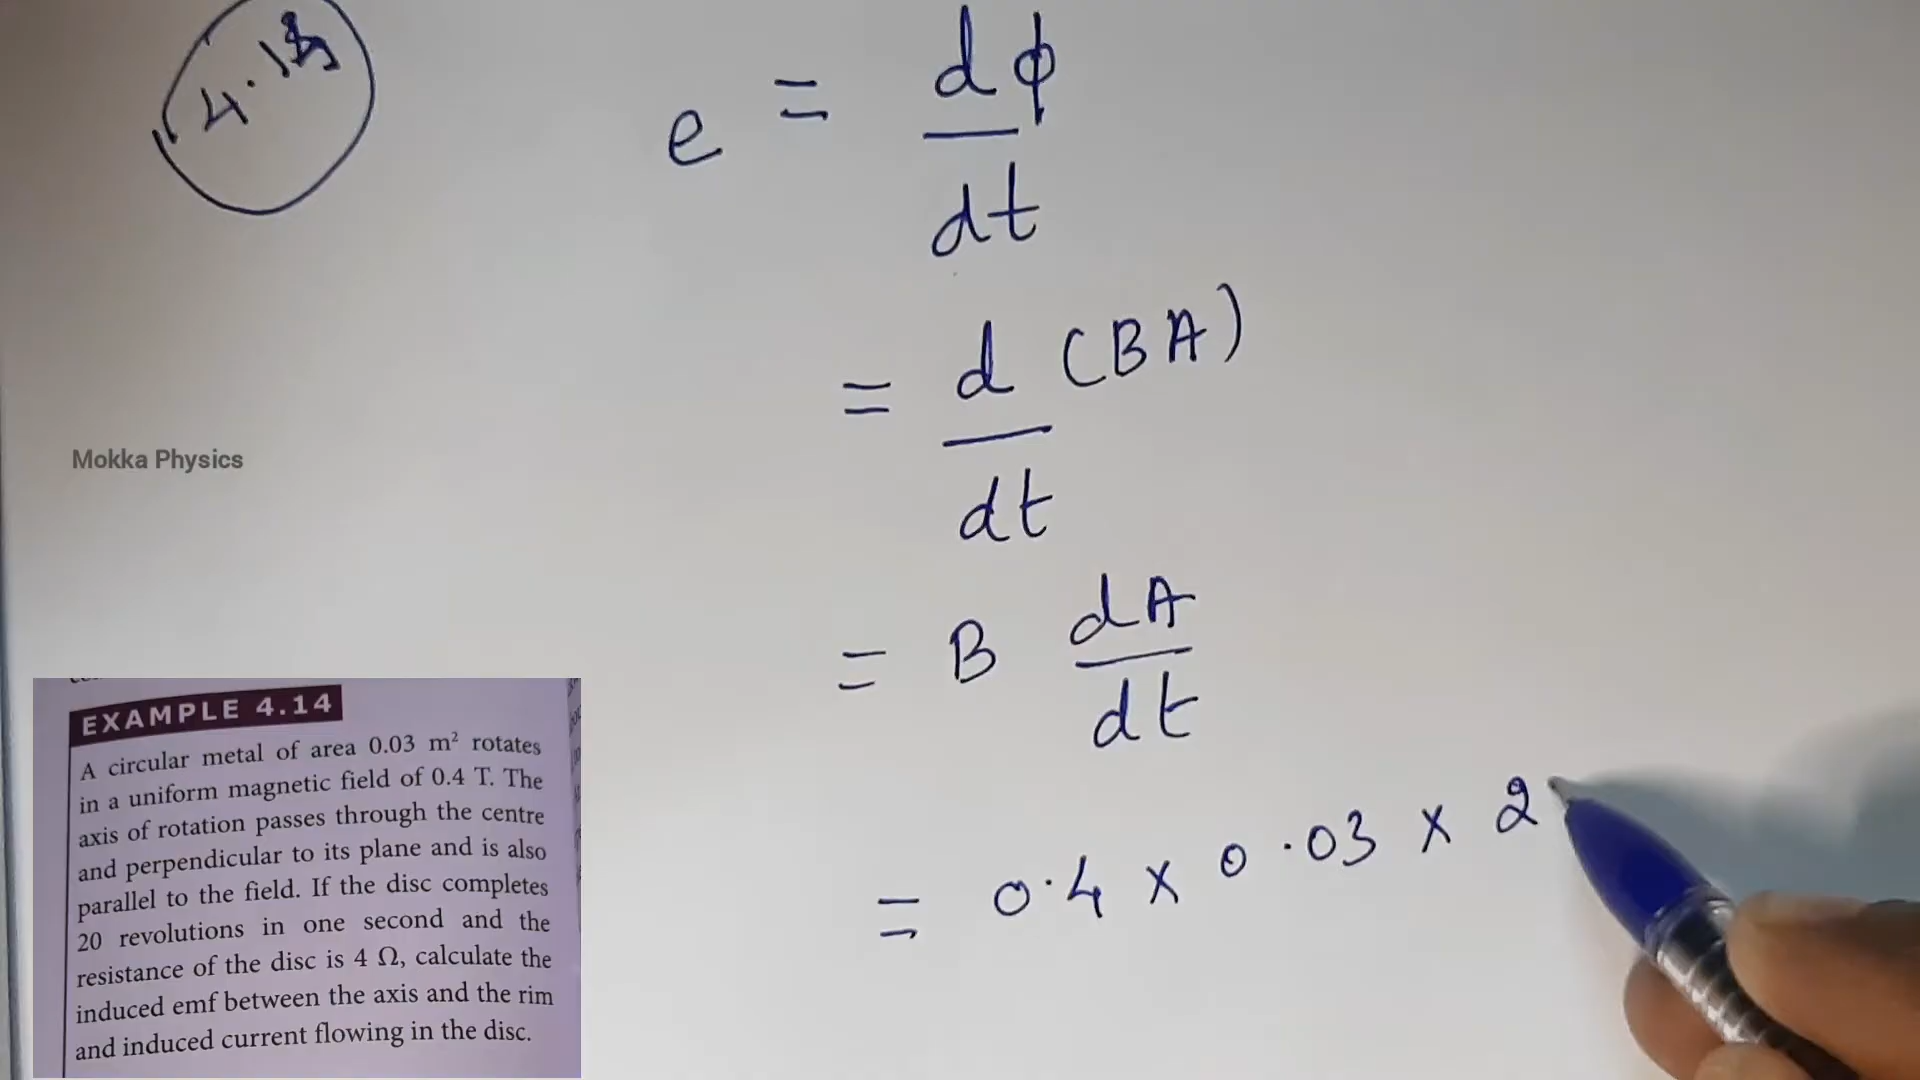 4.1
e = dϕ
dt
= d (BA)
dt
= B dA
dt
= 0.4 × 0.03 × 2
Mokka Physics
EXAMPLE 4.14
A circular metal of area 0.03 m² rotates
in a uniform magnetic field of 0.4 T. The
axis of rotation passes through the centre
and perpendicular to its plane and is also
parallel to the field. If the disc completes
20 revolutions in one second and the
resistance of the disc is 4 Ω, calculate the
induced emf between the axis and the rim
and induced current flowing in the disc.